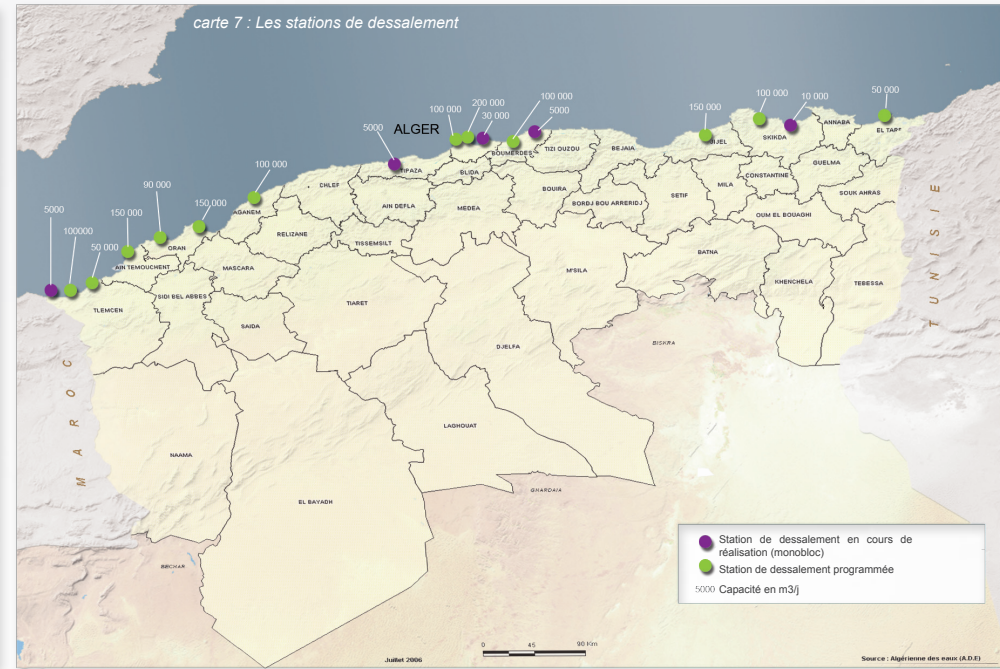 carte 7 : Les stations de dessalement
5000
100000
50 000
150 000
90 000
150,000
100 000
5000
ALGER
100 000
200 000
30 000
100 000
5000
150 000
100 000
10 000
50 000
TIPAZA
BLIDA
BOUMERDES
TIZI OUZOU
BEJAIA
JIJEL
SKIKDA
ANNABA
EL TARF
CHLEF
AIN DEFLA
MEDEA
BOUIRA
BORDJ BOU ARRERIDJ
SETIF
MILA
CONSTANTINE
GUELMA
SOUK AHRAS
OUM EL BOUAGHI
AGANEM
RELIZANE
TISSEMSILT
ORAN
AIN TEMOUCHENT
MASCARA
SIDI BEL ABBES
TLEMCEN
SAIDA
TIARET
M'SILA
BATNA
KHENCHELA
TEBESSA
DJELFA
BISKRA
LAGHOUAT
NAAMA
EL BAYADH
GHARDAIA
BECHAR
MAROC
TUNISIE
Station de dessalement en cours de
réalisation (monobloc)
Station de dessalement programmée
5000 Capacité en m3/j
0 45 90 Km
Juillet 2006
Source : Algérienne des eaux (A.D.E)